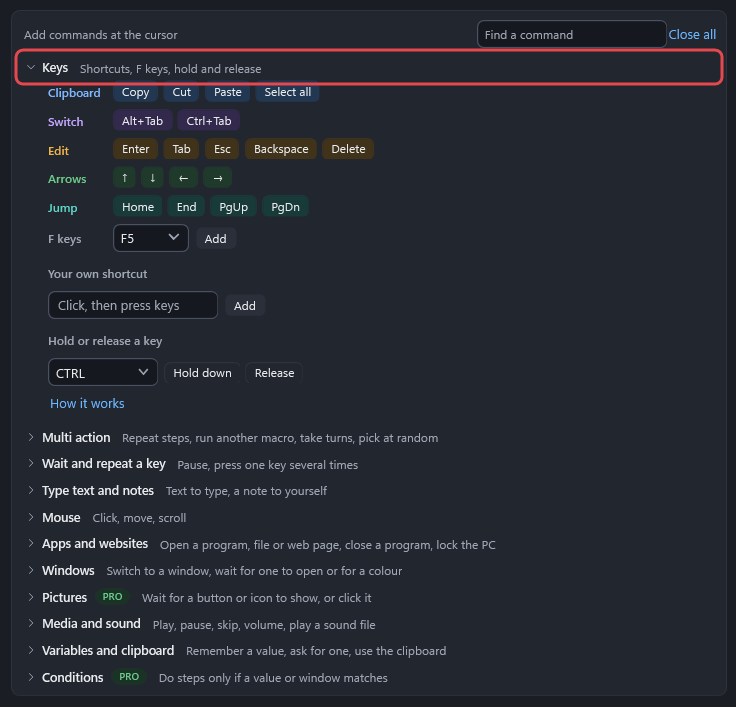 Add commands at the cursor Find a command Close all
Keys Shortcuts, F keys, hold and release
Clipboard Copy Cut Paste Select all
Switch Alt+Tab Ctrl+Tab
Edit Enter Tab Esc Backspace Delete
Arrows ↑ ↓ ← →
Jump Home End PgUp PgDn
F keys F5 Add
Your own shortcut
Click, then press keys Add
Hold or release a key
CTRL Hold down Release
How it works
Multi action Repeat steps, run another macro, take turns, pick at random
Wait and repeat a key Pause, press one key several times
Type text and notes Text to type, a note to yourself
Mouse Click, move, scroll
Apps and websites Open a program, file or web page, close a program, lock the PC
Windows Switch to a window, wait for one to open or for a colour
Pictures PRO Wait for a button or icon to show, or click it
Media and sound Play, pause, skip, volume, play a sound file
Variables and clipboard Remember a value, ask for one, use the clipboard
Conditions PRO Do steps only if a value or window matches